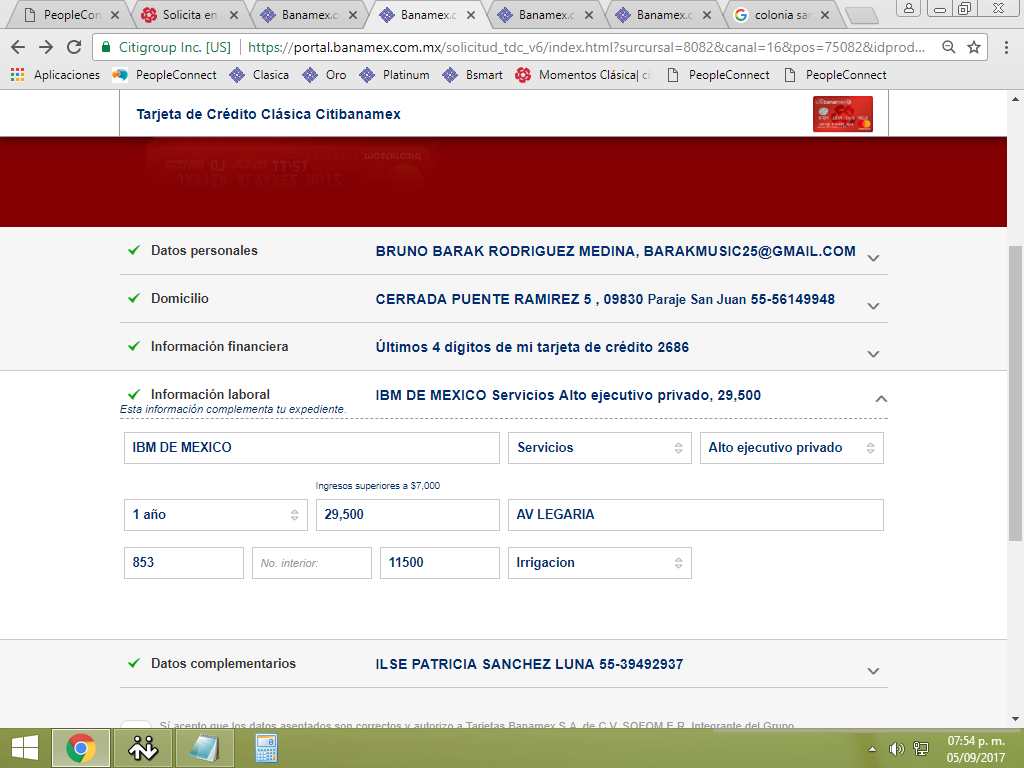 PeopleCon
Solicita en
Banamex.c
Banamex.c
Banamex.c
Banamex.c
colonia sar
Citigroup Inc. [US]
https://portal.banamex.com.mx/solicitud_tdc_v6/index.html?surcursal=8082&canal=16&pos=75082&idprod...
Aplicaciones PeopleConnect Clasica Oro Platinum Bsmart Momentos Clásica| cit PeopleConnect PeopleConnect
Tarjeta de Crédito Clásica Citibanamex
Datos personales BRUNO BARAK RODRIGUEZ MEDINA, BARAKMUSIC25@GMAIL.COM
Domicilio CERRADA PUENTE RAMIREZ 5 , 09830 Paraje San Juan 55-56149948
Información financiera Últimos 4 dígitos de mi tarjeta de crédito 2686
Información laboral IBM DE MEXICO Servicios Alto ejecutivo privado, 29,500
Esta información complementa tu expediente.
IBM DE MEXICO Servicios Alto ejecutivo privado
Ingresos superiores a $7,000
1 año 29,500 AV LEGARIA
853 No. interior: 11500 Irrigacion
Datos complementarios ILSE PATRICIA SANCHEZ LUNA 55-39492937
Sí acepto que los datos asentados son correctos y autorizo a Tarjetas Banamex S.A. de C.V. SOFOM E.R. Integrante del Grupo
07:54 p. m.
05/09/2017